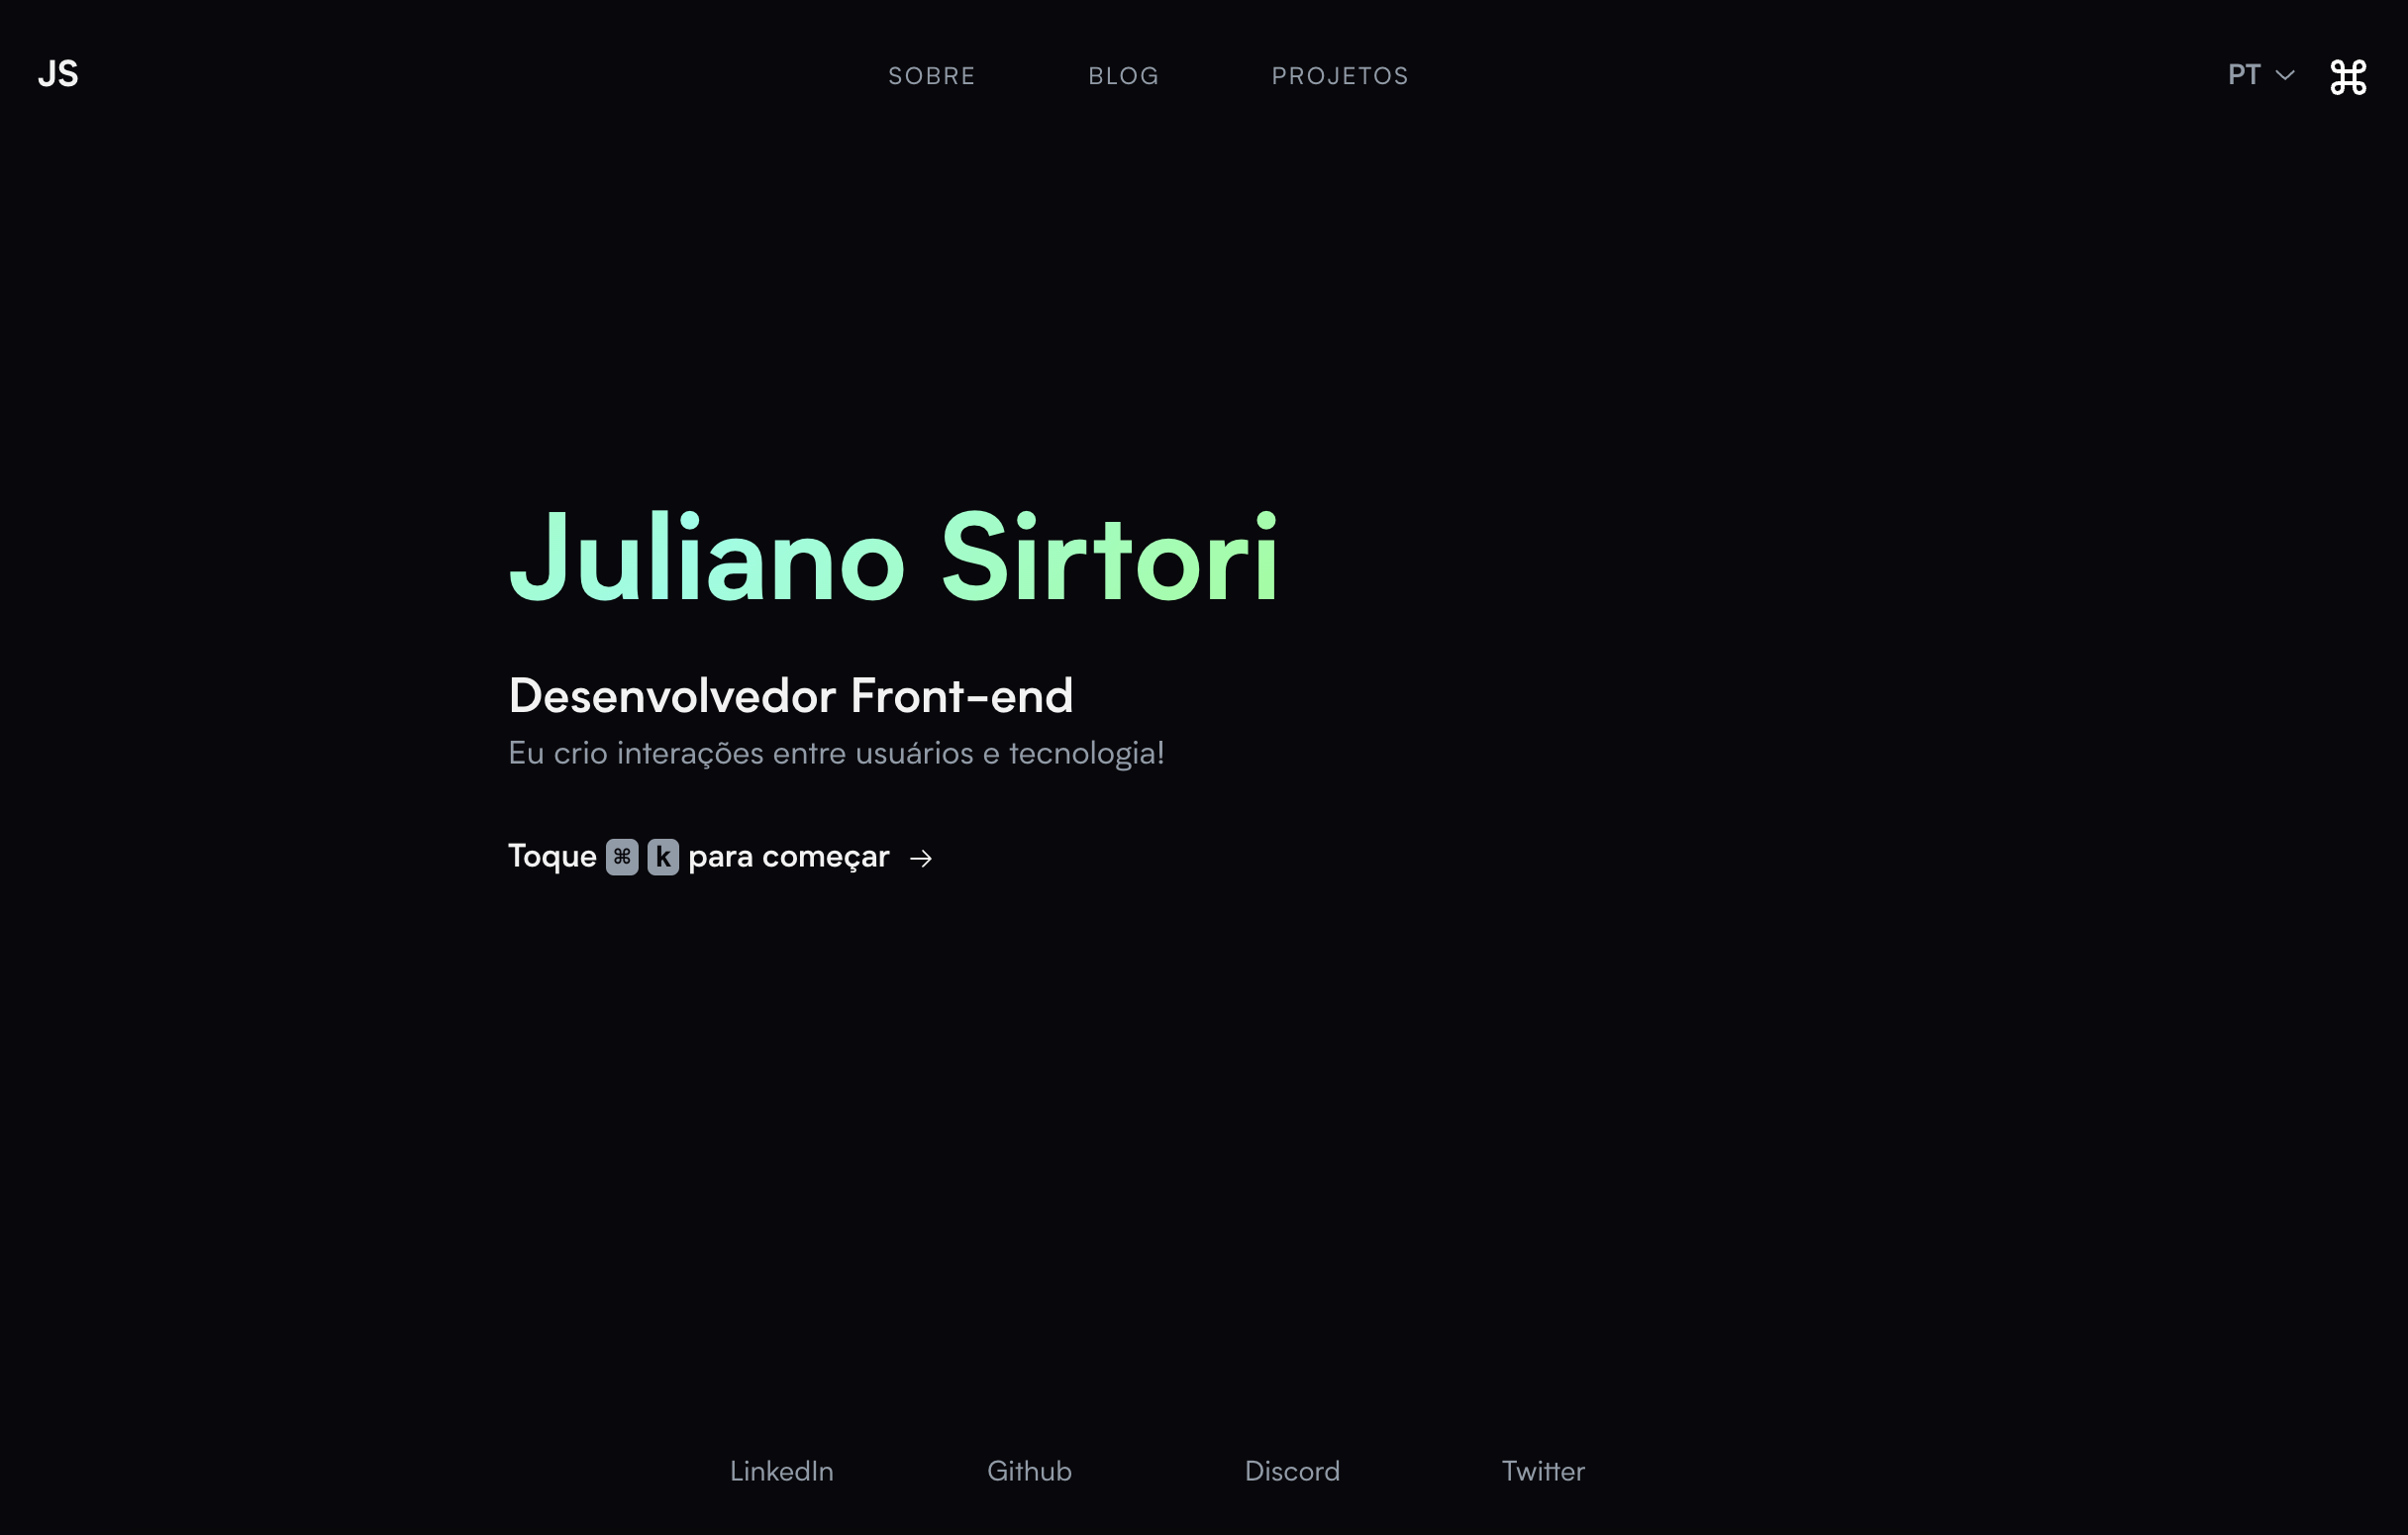 JS
SOBRE BLOG PROJETOS
PT ⌘
Juliano Sirtori
Desenvolvedor Front-end
Eu crio interações entre usuários e tecnologia!
Toque ⌘ k para começar →
LinkedIn Github Discord Twitter